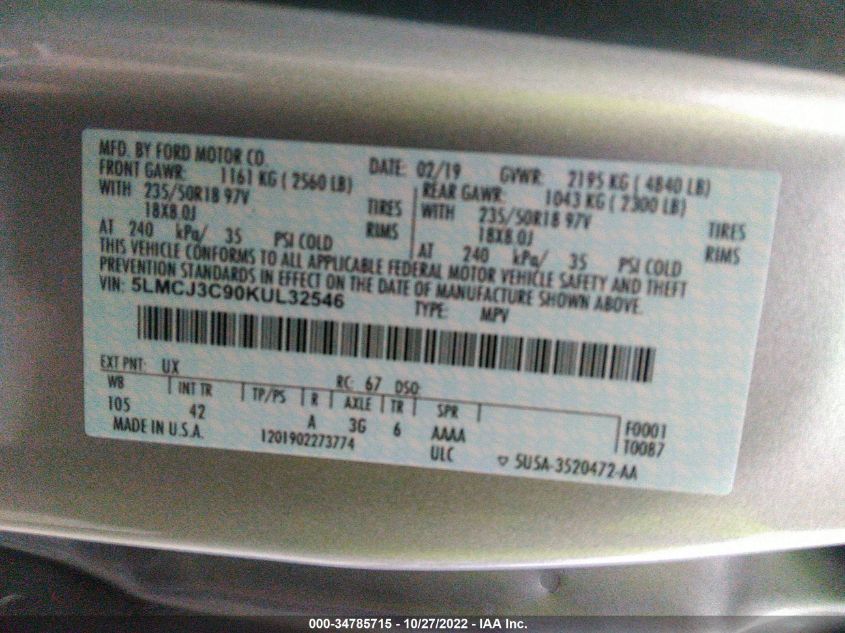 MFD. BY FORD MOTOR CO.
DATE: 02/19 GVWR: 2195 KG ( 4840 LB)
FRONT GAWR: 1161 KG ( 2560 LB)
REAR GAWR: 1043 KG ( 2300 LB)
WITH 235/50R18 97V TIRES
WITH 235/50R18 97V TIRES
18X8.0J RIMS
18X8.0J RIMS
AT 240 kPa/ 35 PSI COLD
AT 240 kPa/ 35 PSI COLD
THIS VEHICLE CONFORMS TO ALL APPLICABLE FEDERAL MOTOR VEHICLE SAFETY AND THEFT
PREVENTION STANDARDS IN EFFECT ON THE DATE OF MANUFACTURE SHOWN ABOVE.
VIN: 5LMCJ3C90KUL32546 TYPE: MPV
EXT PNT: UX RC: 67 DSO:
WB INT TR TP/PS R AXLE TR SPR
105 42 A 3G 6 AAAA F0001
MADE IN U.S.A. 1201902273774 ULC T0087
5U5A-3520472-AA
000-34785715 - 10/27/2022 - IAA Inc.